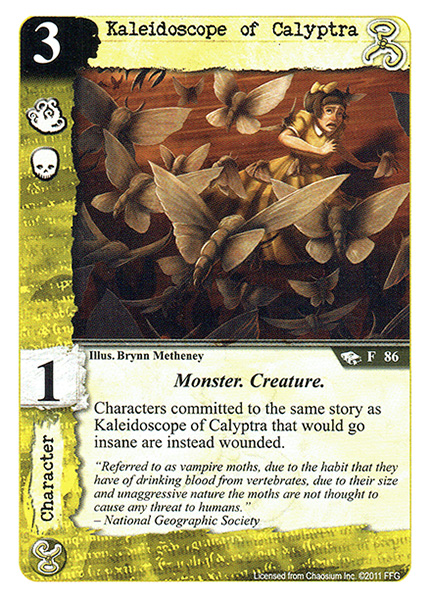 3
Kaleidoscope of Calyptra
Illus. Brynn Metheney
F 86
1
Monster. Creature.
Characters committed to the same story as
Kaleidoscope of Calyptra that would go
insane are instead wounded.
“Referred to as vampire moths, due to the habit that they
have of drinking blood from vertebrates, due to their size
and unaggressive nature the moths are not thought to
cause any threat to humans.”
– National Geographic Society
Character
Licensed from Chaosium Inc. ©2011 FFG